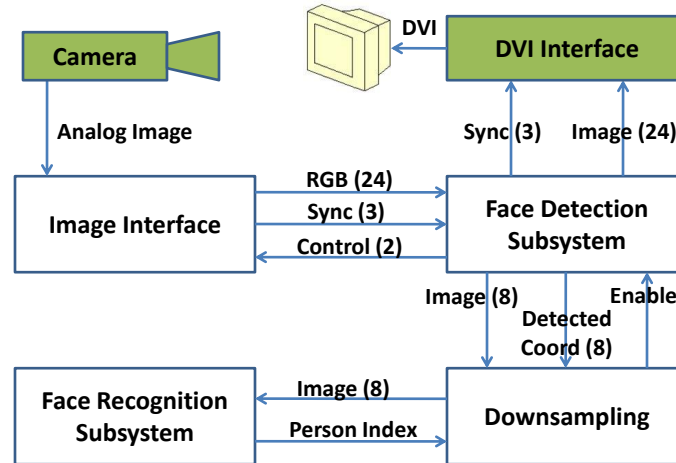 DVI
DVI Interface
Camera
Analog Image
Sync (3)
Image (24)
RGB (24)
Image Interface
Sync (3)
Control (2)
Face Detection
Subsystem
Image (8)
Enable
Detected
Coord (8)
Face Recognition
Subsystem
Image (8)
Person Index
Downsampling